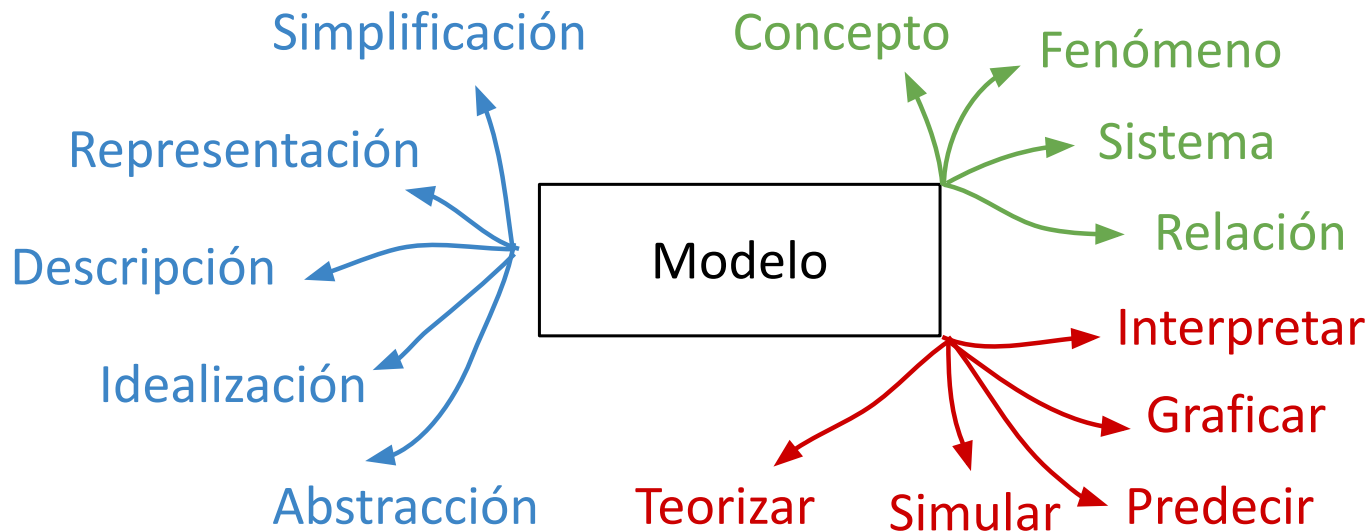 Simplificación
Concepto
Fenómeno
Representación
Sistema
Descripción
Modelo
Relación
Interpretar
Idealización
Graficar
Abstracción
Teorizar
Simular
Predecir